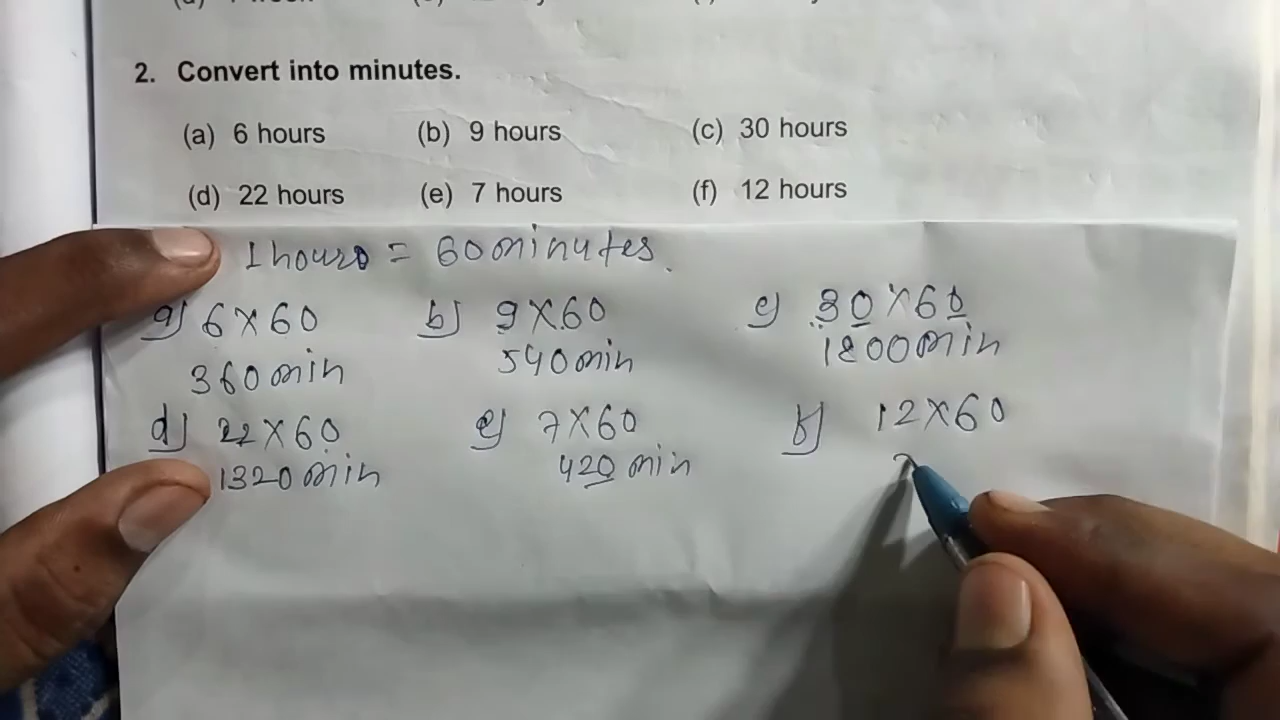 2. Convert into minutes.
(a) 6 hours (b) 9 hours (c) 30 hours
(d) 22 hours (e) 7 hours (f) 12 hours
1 hours = 60 minutes.
a) 6 x 60 b) 9 x 60 c) 30 x 60
360 min 540 min 1800 min
d) 22 x 60 e) 7 x 60 f) 12 x 60
1320 min 420 min